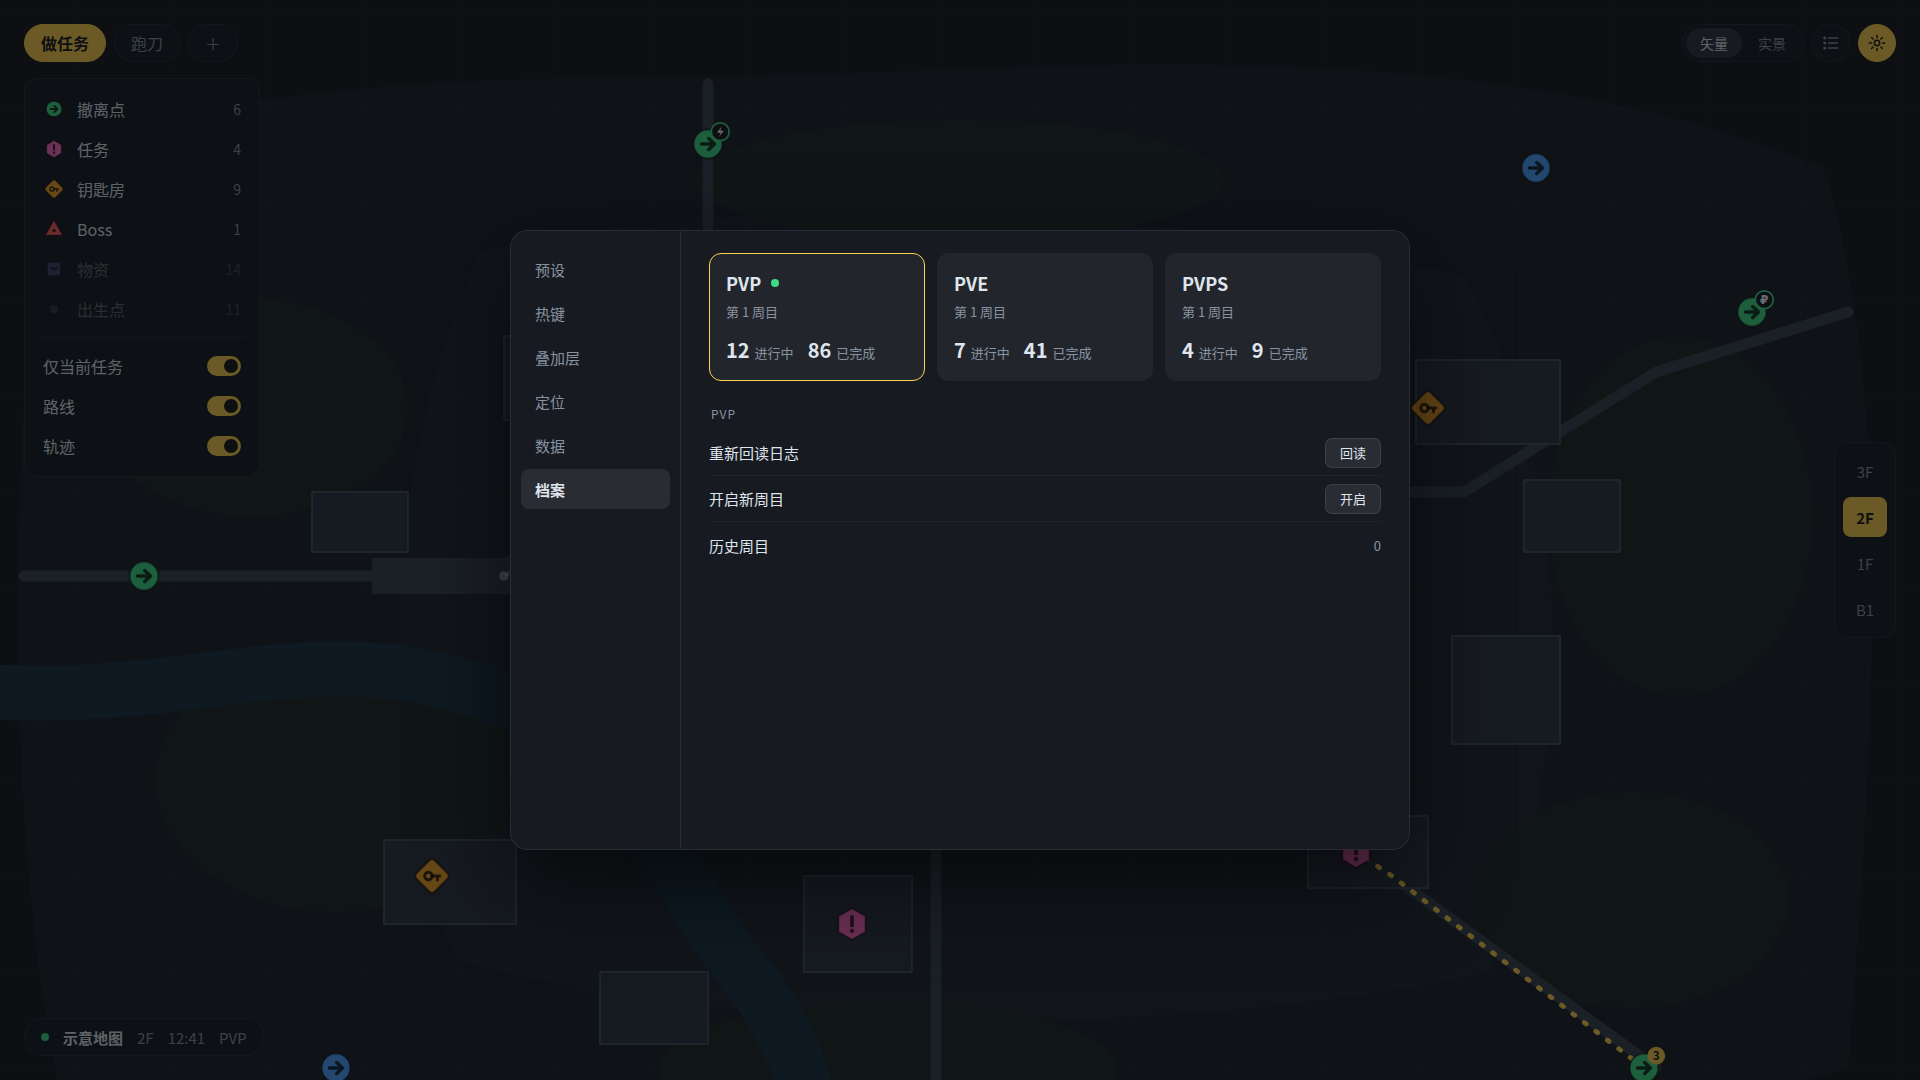 做任务 跑刀 +
矢量 实景
撤离点 6
任务 4
钥匙房 9
Boss 1
物资 14
出生点 11
仅当前任务
路线
轨迹
预设
热键
叠加层
定位
数据
档案
PVP
第 1 周目
12 进行中 86 已完成
PVE
第 1 周目
7 进行中 41 已完成
PVPS
第 1 周目
4 进行中 9 已完成
PVP
重新回读日志 回读
开启新周目 开启
历史周目 0
₽
3F
2F
1F
B1
3
示意地图 2F 12:41 PVP